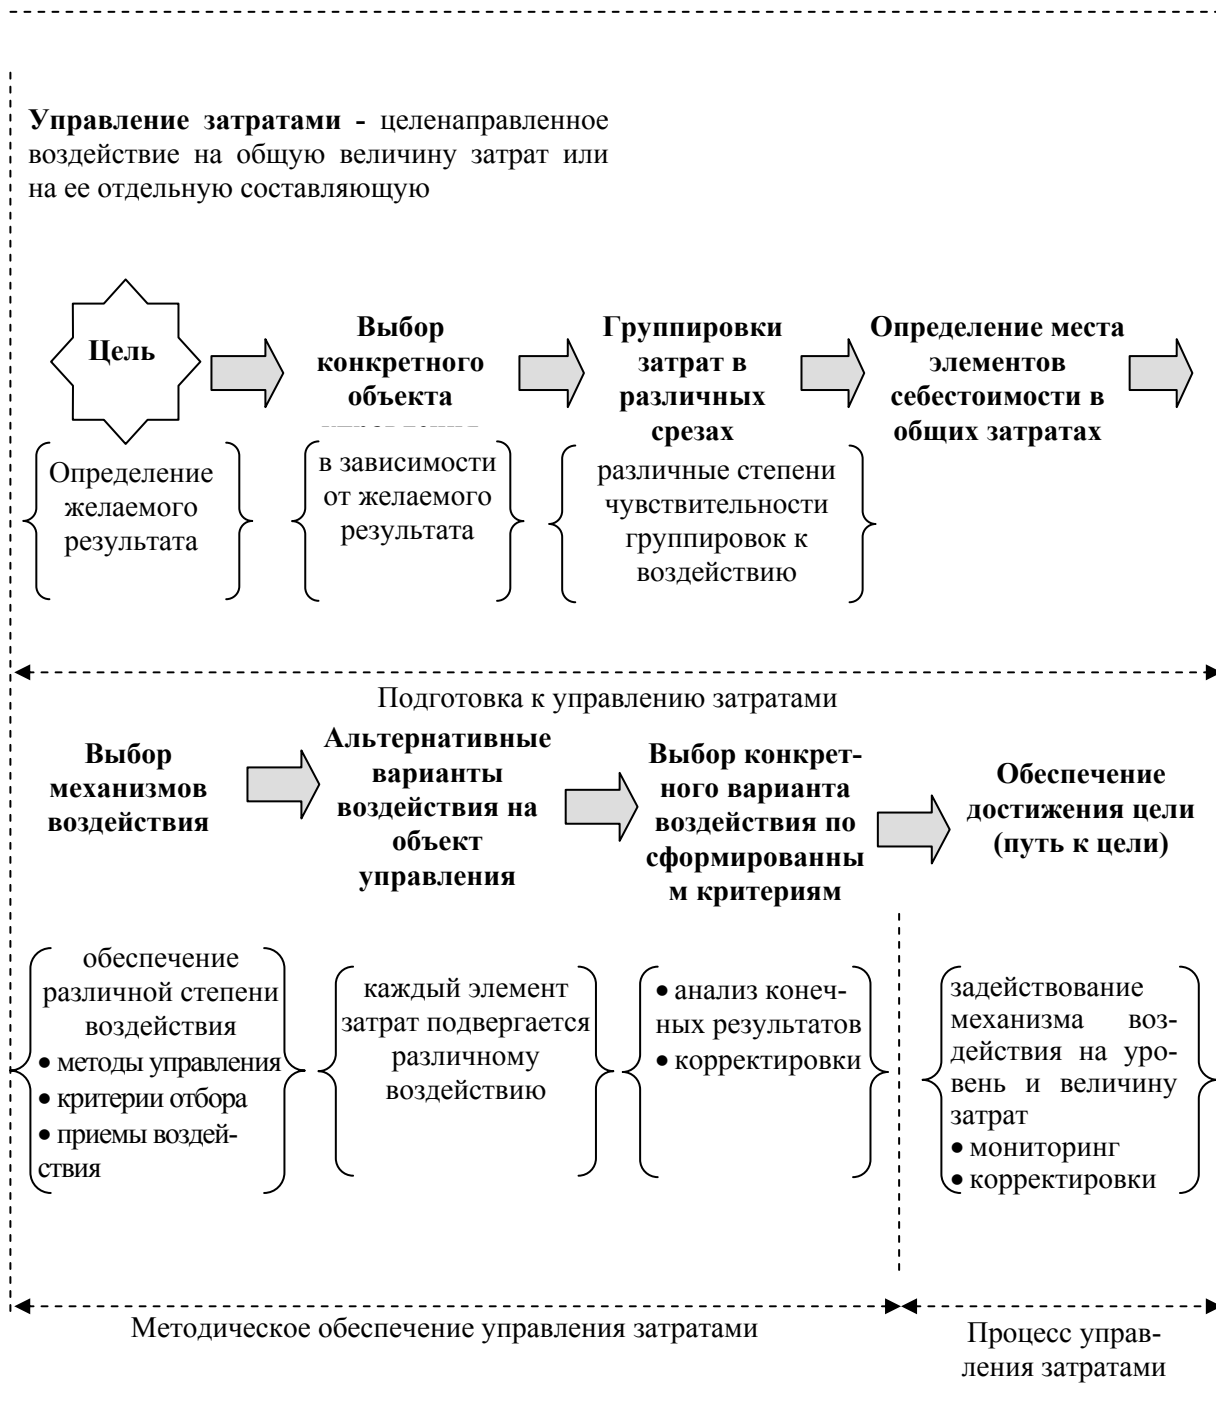 Управление затратами - целенаправленное
воздействие на общую величину затрат или
на ее отдельную составляющую
Цель
Выбор
конкретного
объекта
Группировки
затрат в
различных
срезах
Определение места
элементов
себестоимости в
общих затратах
Определение
желаемого
результата
в зависимости
от желаемого
результата
различные степени
чувствительности
группировок к
воздействию
Подготовка к управлению затратами
Выбор
механизмов
воздействия
Альтернативные
варианты
воздействия на
объект
управления
Выбор конкрет-
ного варианта
воздействия по
сформированны
м критериям
Обеспечение
достижения цели
(путь к цели)
обеспечение
различной степени
воздействия
• методы управления
• критерии отбора
• приемы воздей-
ствия
каждый элемент
затрат подвергается
различному
воздействию
• анализ конеч-
ных результатов
• корректировки
задействование
механизма воз-
действия на уро-
вень и величину
затрат
• мониторинг
• корректировки
Методическое обеспечение управления затратами
Процесс управ-
ления затратами